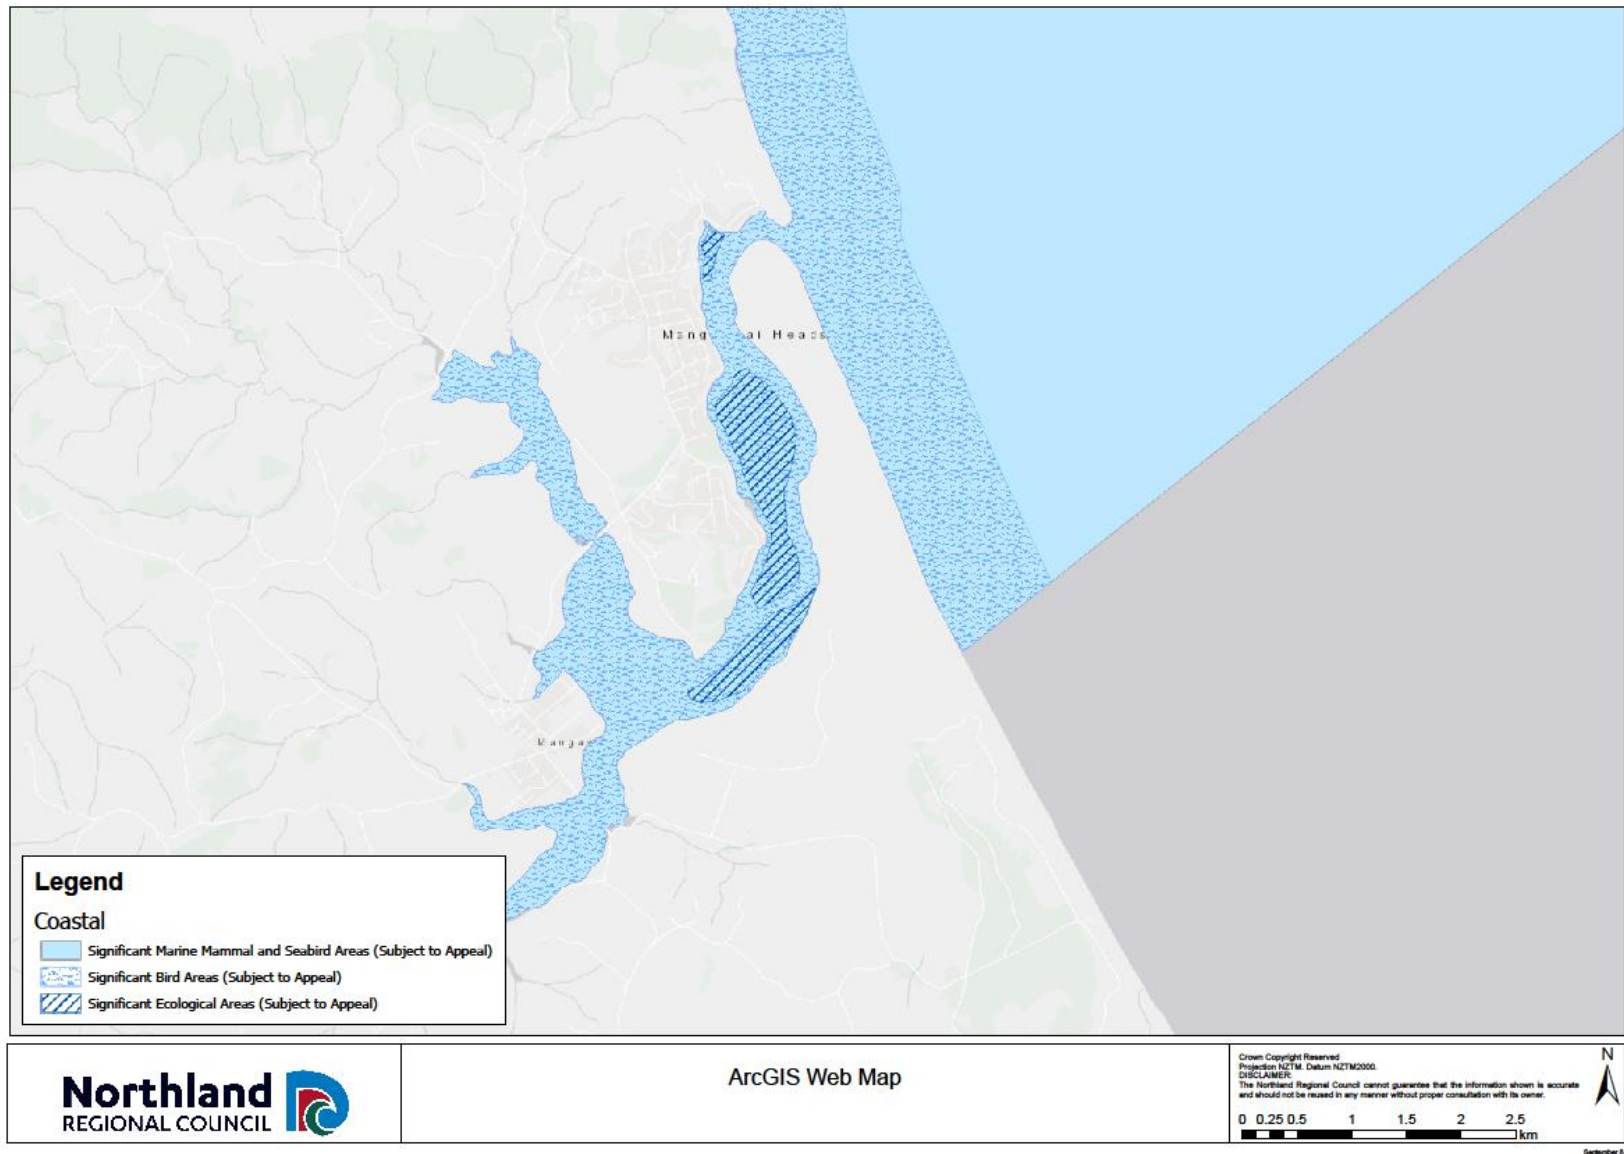 Mang
ai Heads
Manga
Legend
Coastal
Significant Marine Mammal and Seabird Areas (Subject to Appeal)
Significant Bird Areas (Subject to Appeal)
Significant Ecological Areas (Subject to Appeal)
Northland
REGIONAL COUNCIL
ArcGIS Web Map
Crown Copyright Reserved
Projection NZTM. Datum NZTM2000.
DISCLAIMER:
The Northland Regional Council cannot guarantee that the information shown is accurate
and should not be reused in any manner without proper consultation with its owner.
N
0 0.25 0.5 1 1.5 2 2.5
km
September